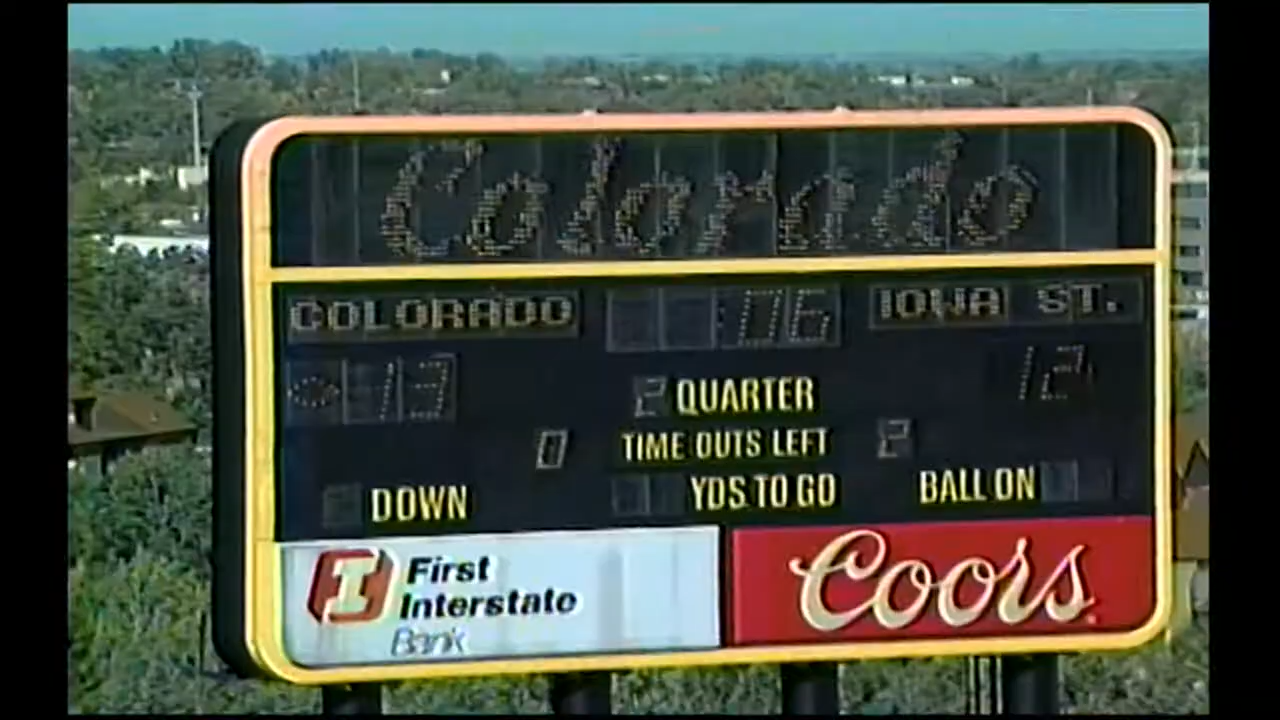 Colorado
COLORADO :06 IOWA ST.
13 2 QUARTER 12
0 TIME OUTS LEFT 2
DOWN YDS TO GO BALL ON
I First Interstate Bank
Coors